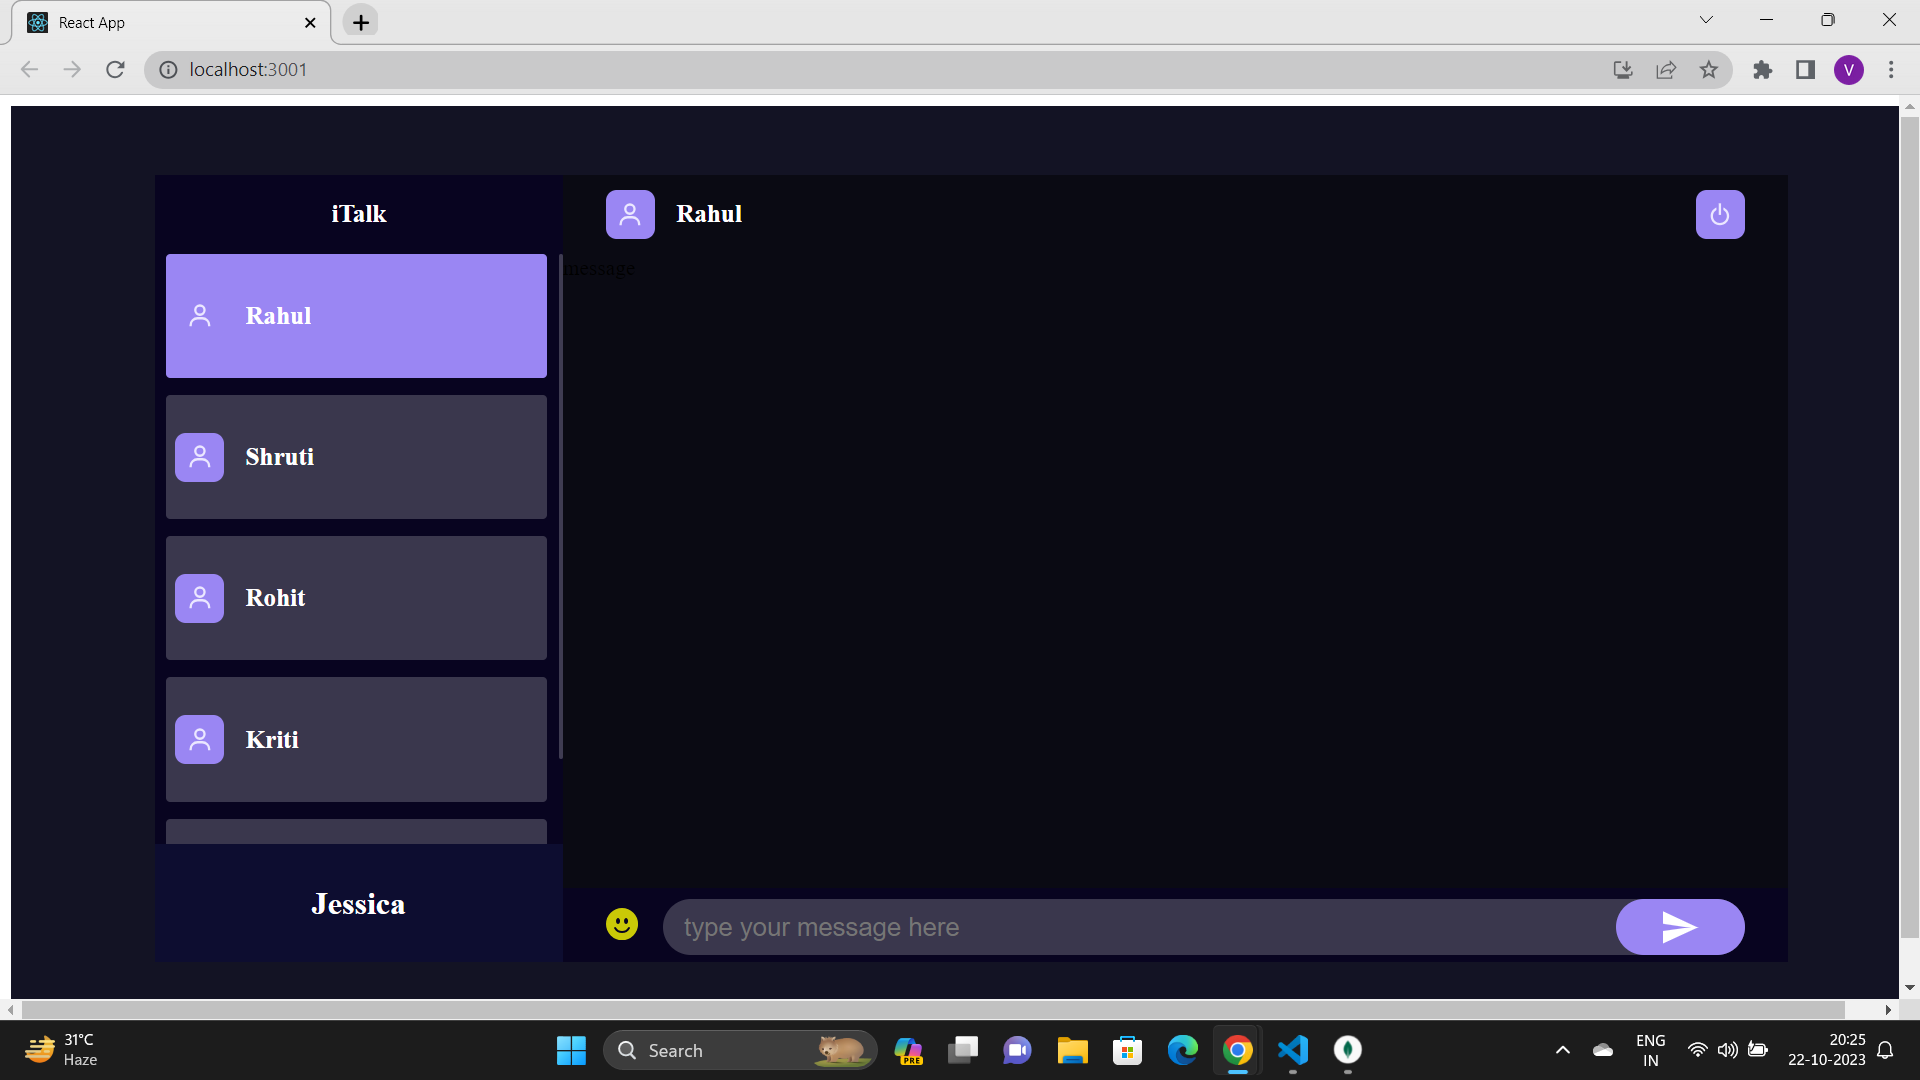 React App
localhost:3001
iTalk
Rahul
Rahul
message
Shruti
Rohit
Kriti
Jessica
type your message here
V
31°C
Haze
Search
PRE
ENG
IN
20:25
22-10-2023